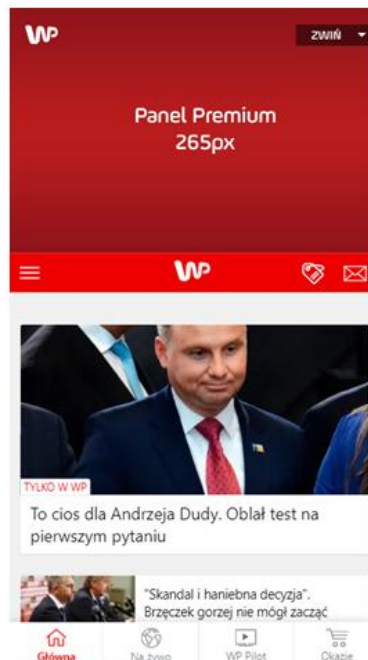 WP
ZWIŃ
Panel Premium
265px
WP
TYLKO W WP
To cios dla Andrzeja Dudy. Oblał test na
pierwszym pytaniu
"Skandal i haniebna decyzja".
Brzęczek gorzej nie mógł zacząć
Główna
Na żywo
WP Pilot
Okazje